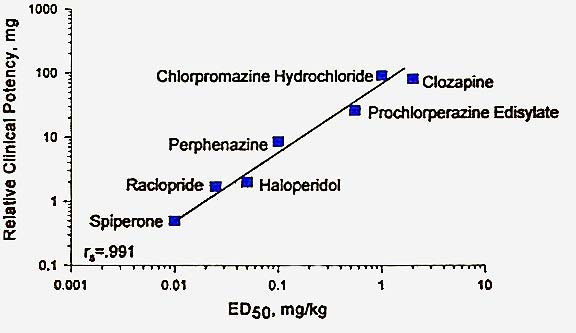 Relative Clinical Potency, mg
1000
100
10
1
0.1
Chlorpromazine Hydrochloride
Clozapine
Prochlorperazine Edisylate
Perphenazine
Raclopride
Haloperidol
Spiperone
rs=.991
0.001
0.01
0.1
1
10
ED50, mg/kg